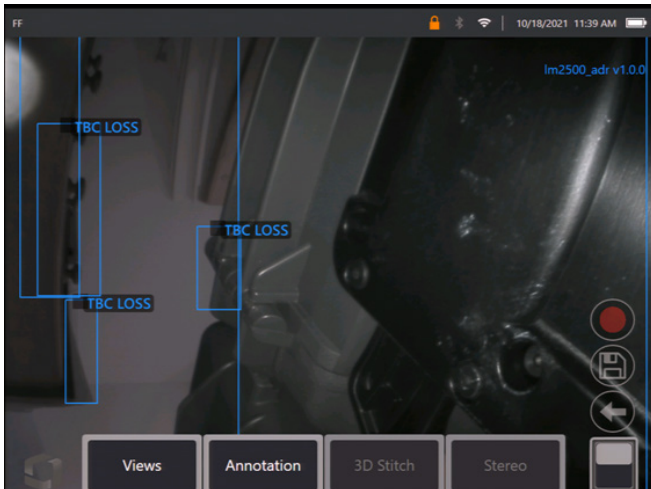 FF
10/18/2021 11:39 AM
lm2500_adr v1.0.0
TBC LOSS
TBC LOSS
TBC LOSS
Views
Annotation
3D Stitch
Stereo